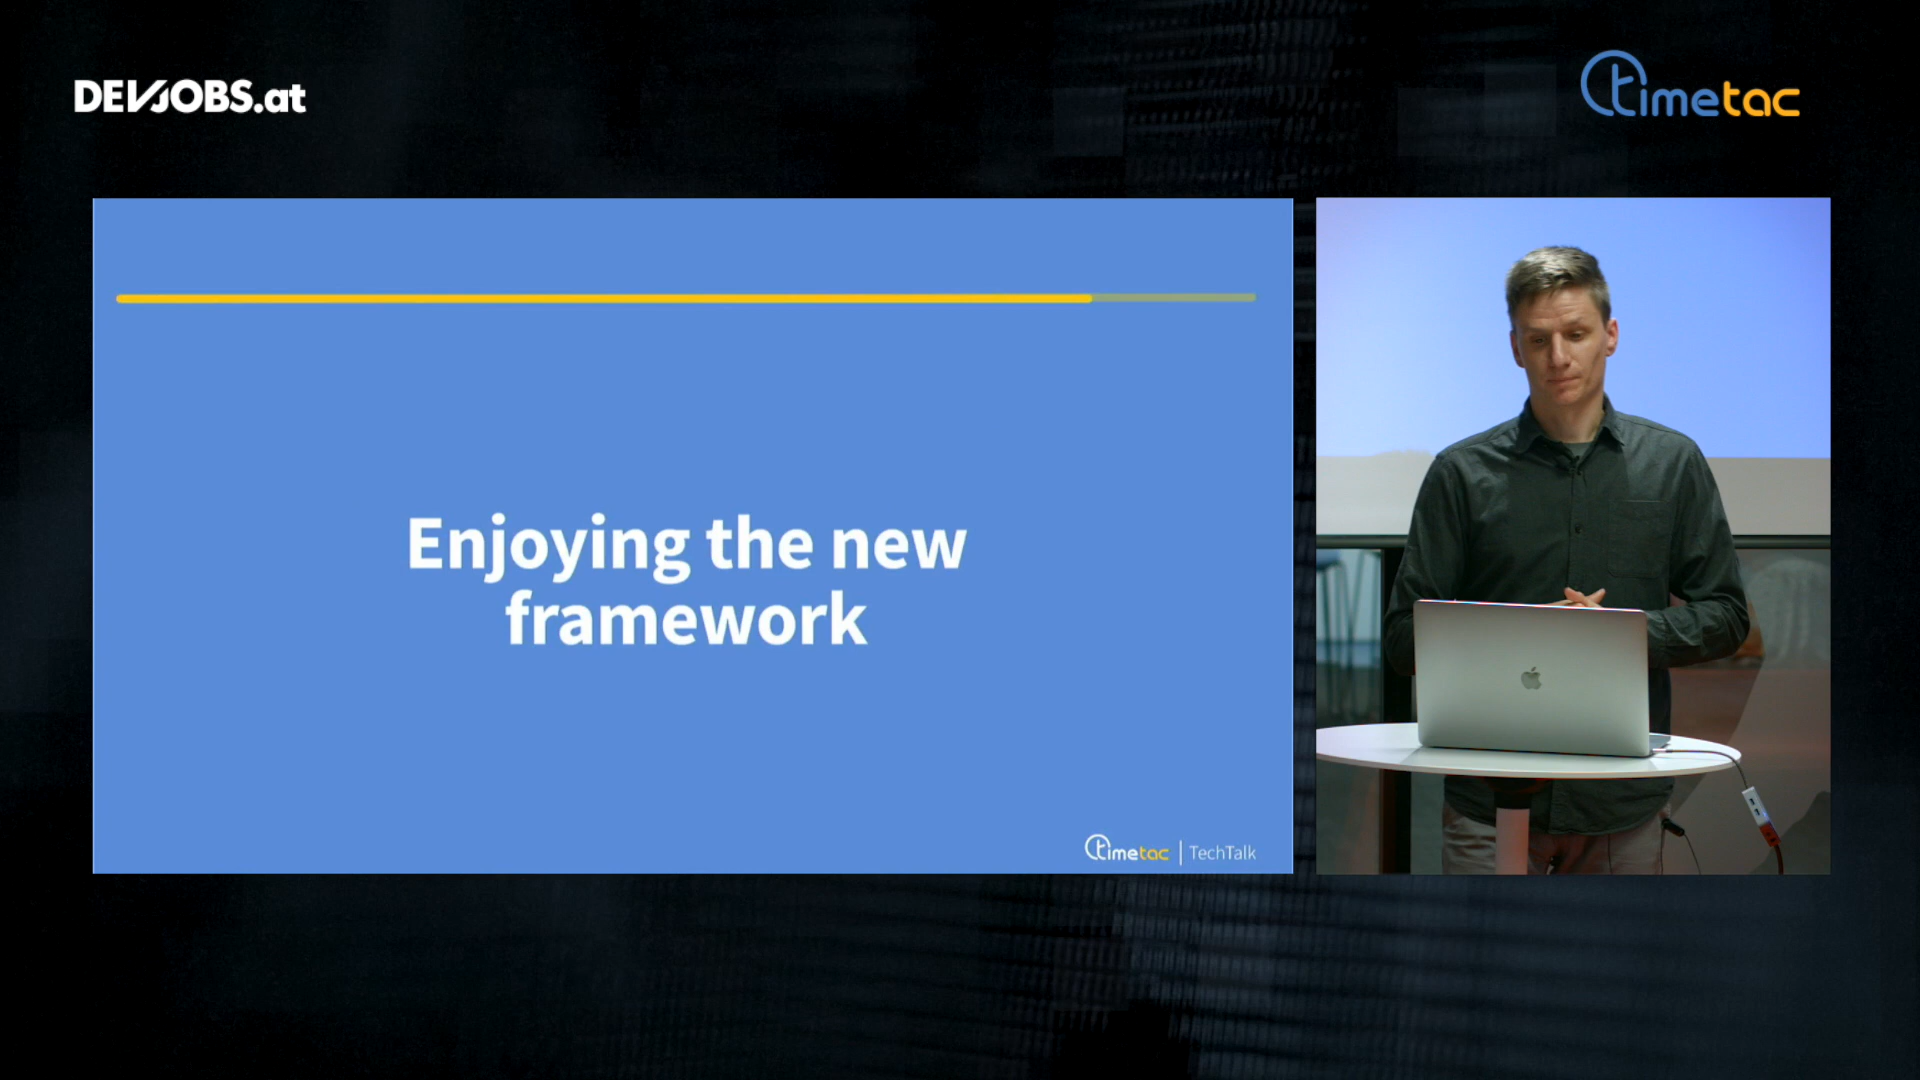 DEVJOBS.at
timetac
Enjoying the new
framework
timetac | TechTalk